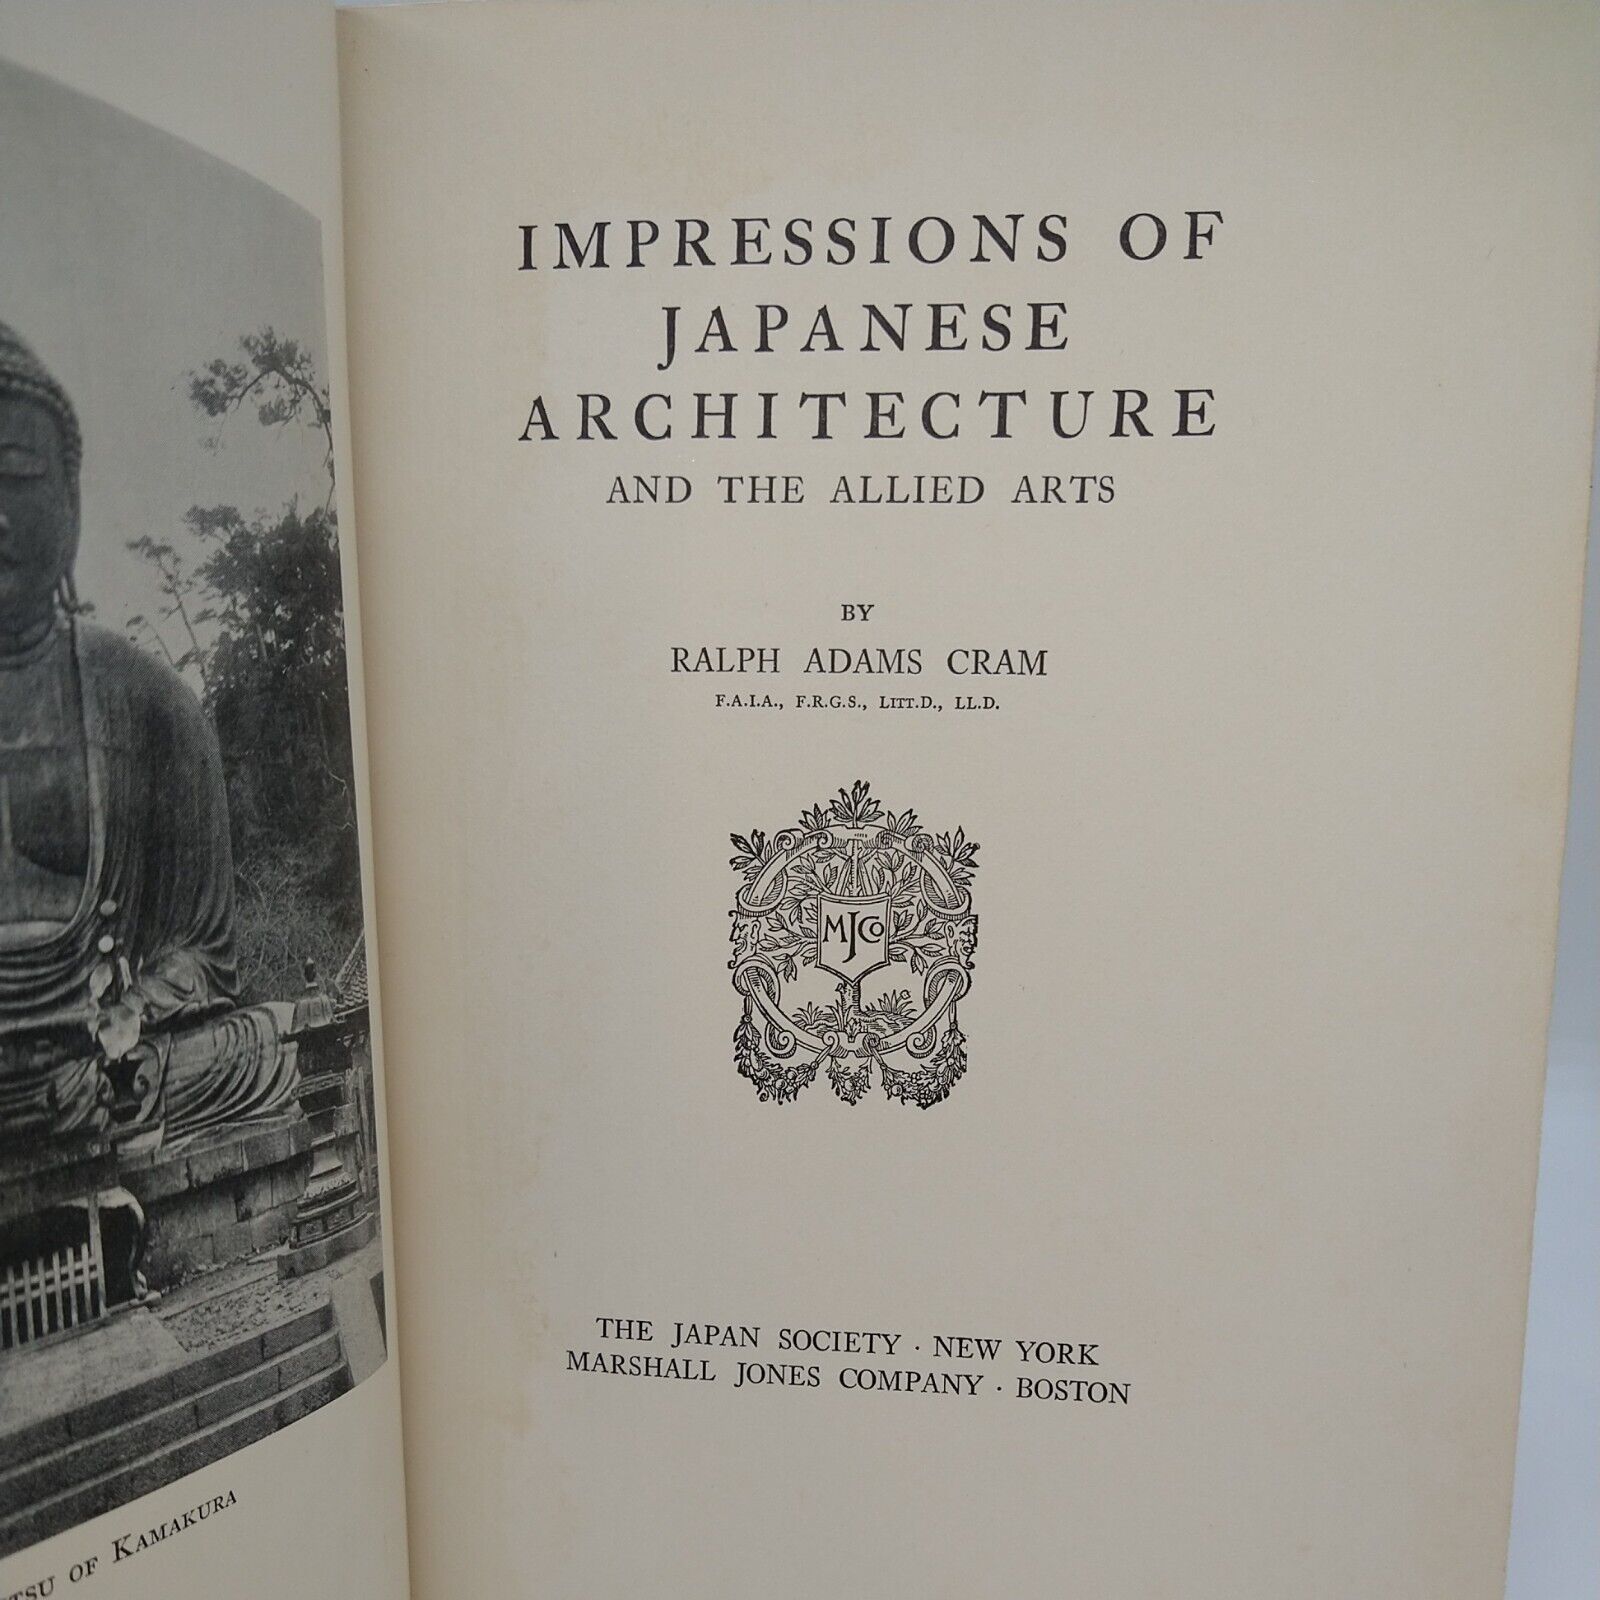 IMPRESSIONS OF
JAPANESE
ARCHITECTURE
AND THE ALLIED ARTS
BY
RALPH ADAMS CRAM
F.A.I.A., F.R.G.S., LITT.D., LL.D.
MJCo
THE JAPAN SOCIETY · NEW YORK
MARSHALL JONES COMPANY · BOSTON
OF KAMAKURA